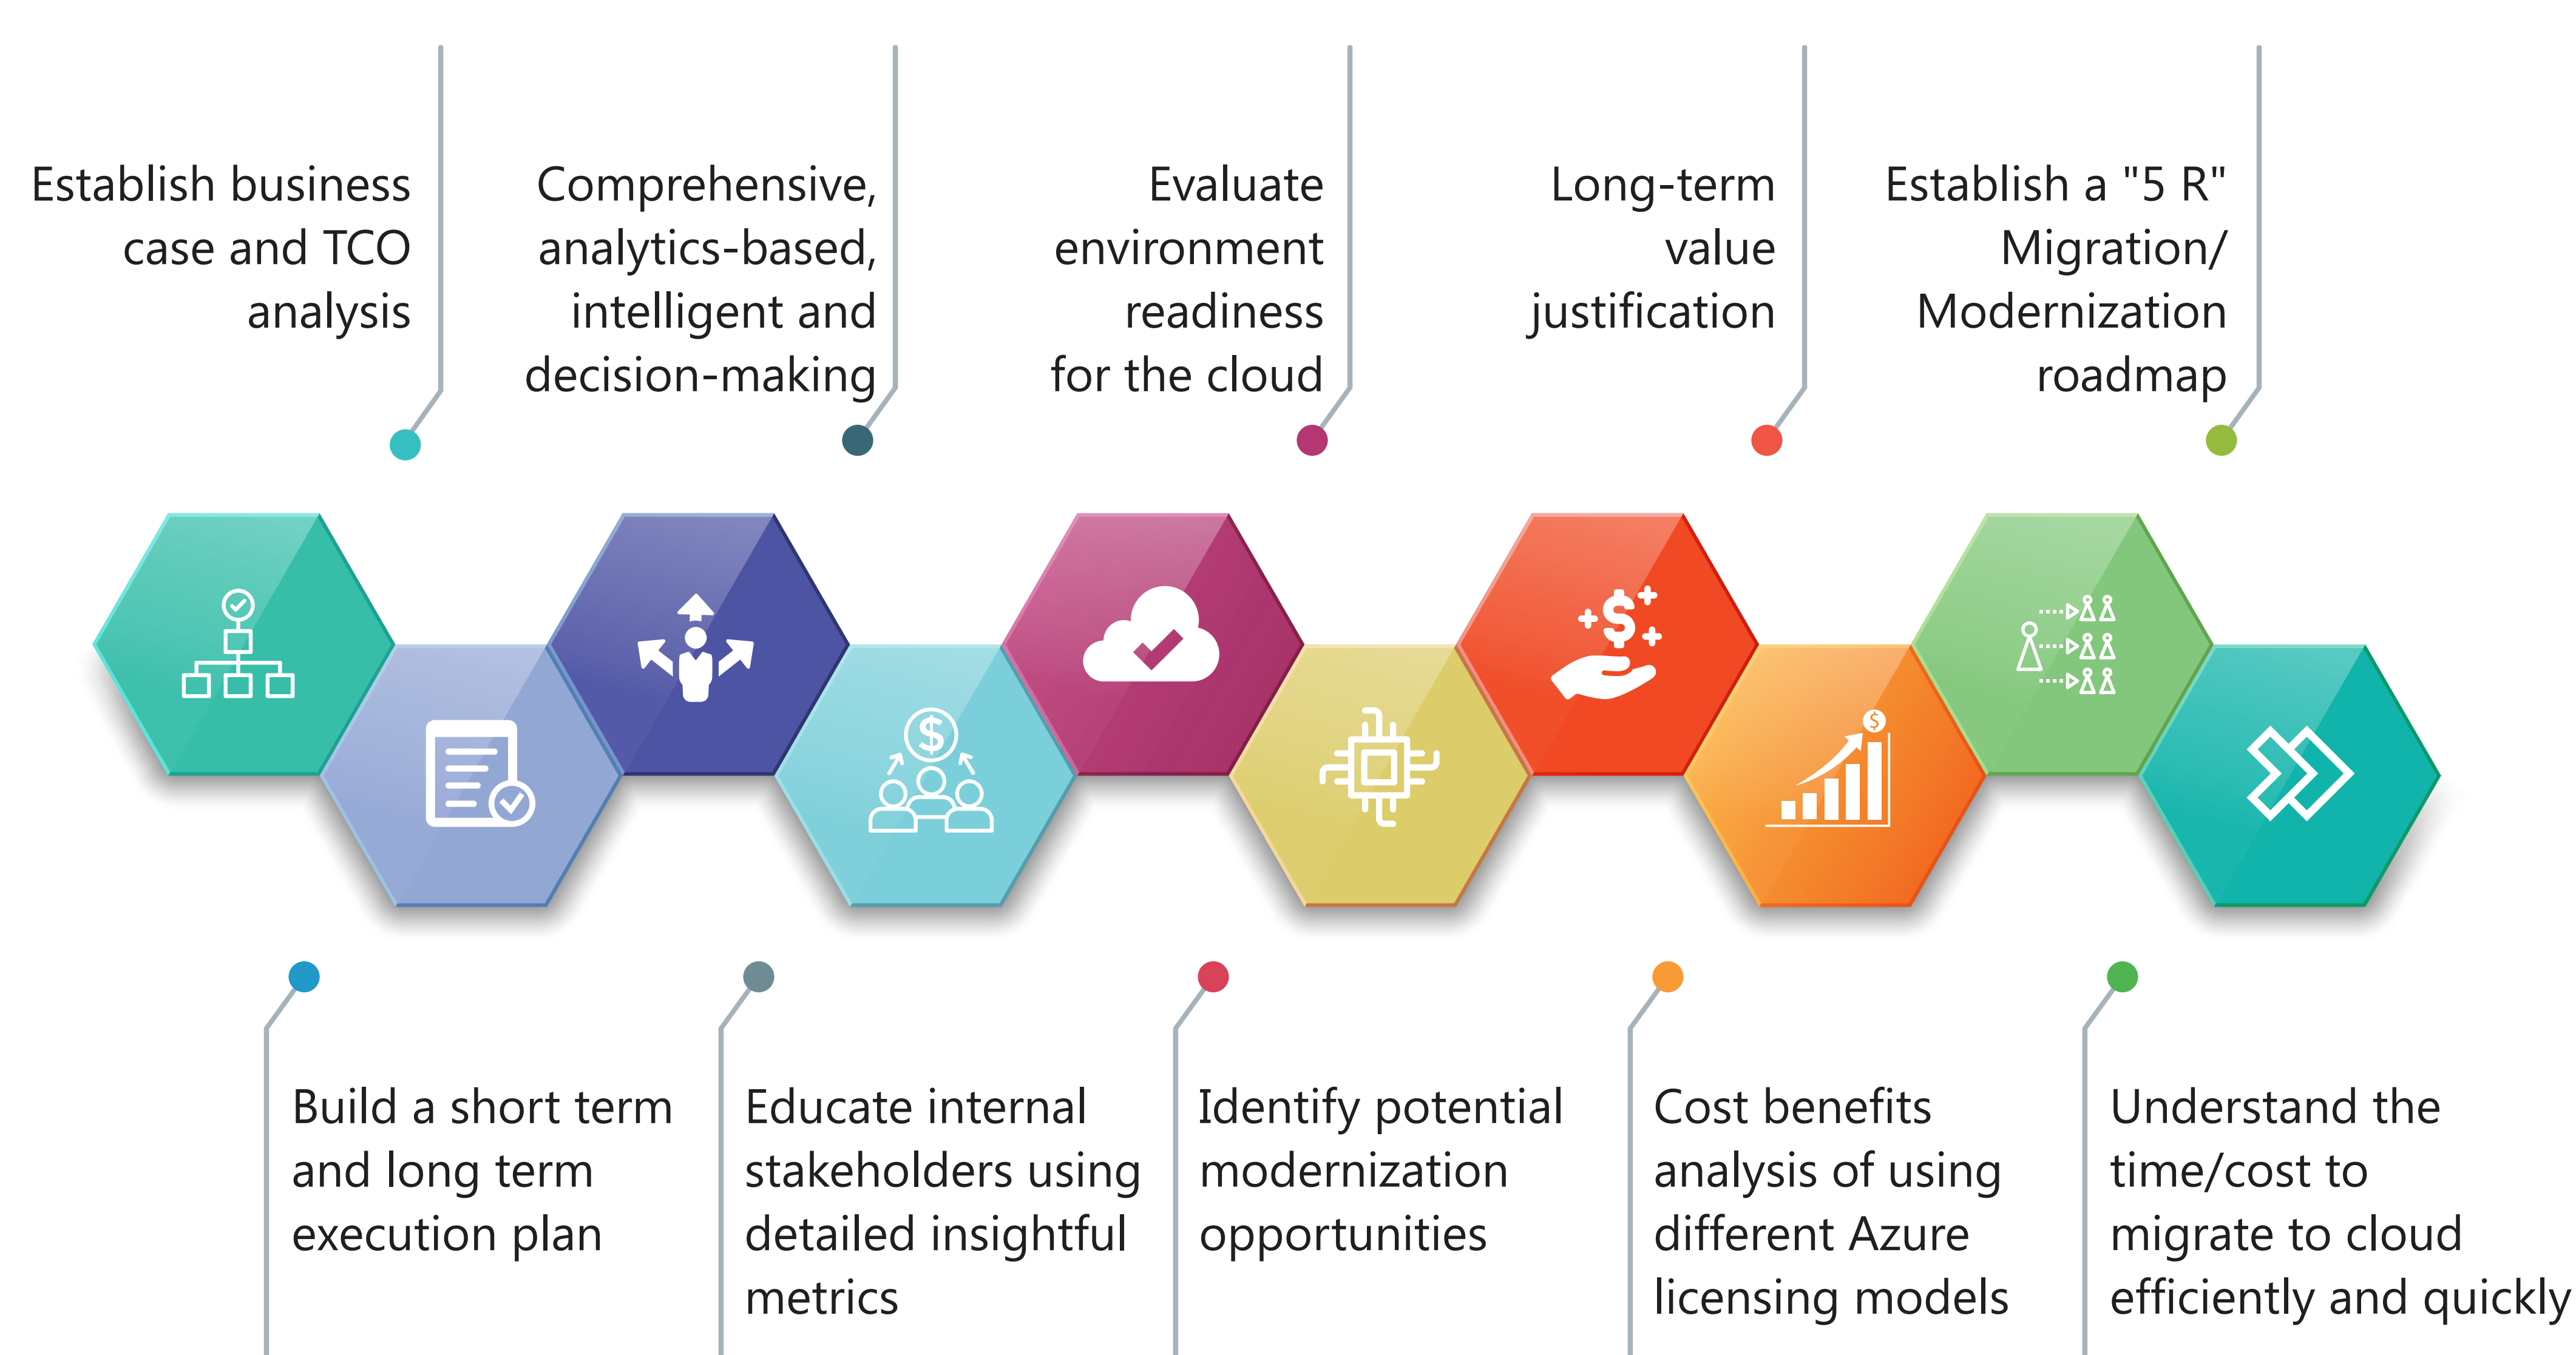 Establish business
case and TCO
analysis
Comprehensive,
analytics-based,
intelligent and
decision-making
Evaluate
environment
readiness
for the cloud
Long-term
value
justification
Establish a "5 R"
Migration/
Modernization
roadmap
$
$
$
Build a short term
and long term
execution plan
Educate internal
stakeholders using
detailed insightful
metrics
Identify potential
modernization
opportunities
Cost benefits
analysis of using
different Azure
licensing models
Understand the
time/cost to
migrate to cloud
efficiently and quickly